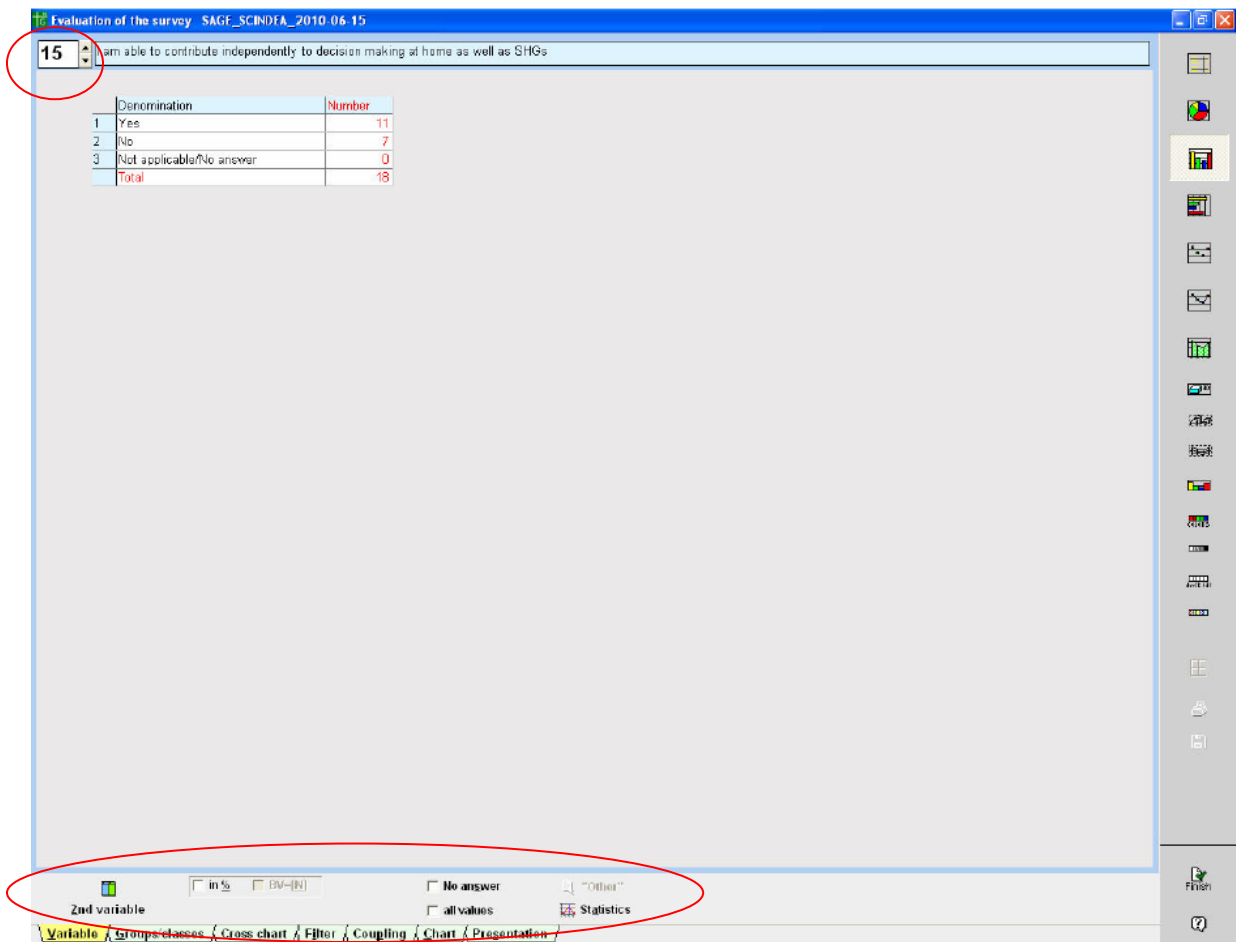 Evaluation of the survey SAGE_SCINDEA_2010-06-15
15 I am able to contribute independently to decision making at home as well as SHGs
Denomination Number
1 Yes 11
2 No 7
3 Not applicable/No answer 0
Total 18
in % BV-(N) No answer "Other"
2nd variable all values Statistics
Variable Groups/classes Cross chart Filter Coupling Chart Presentation
Finish